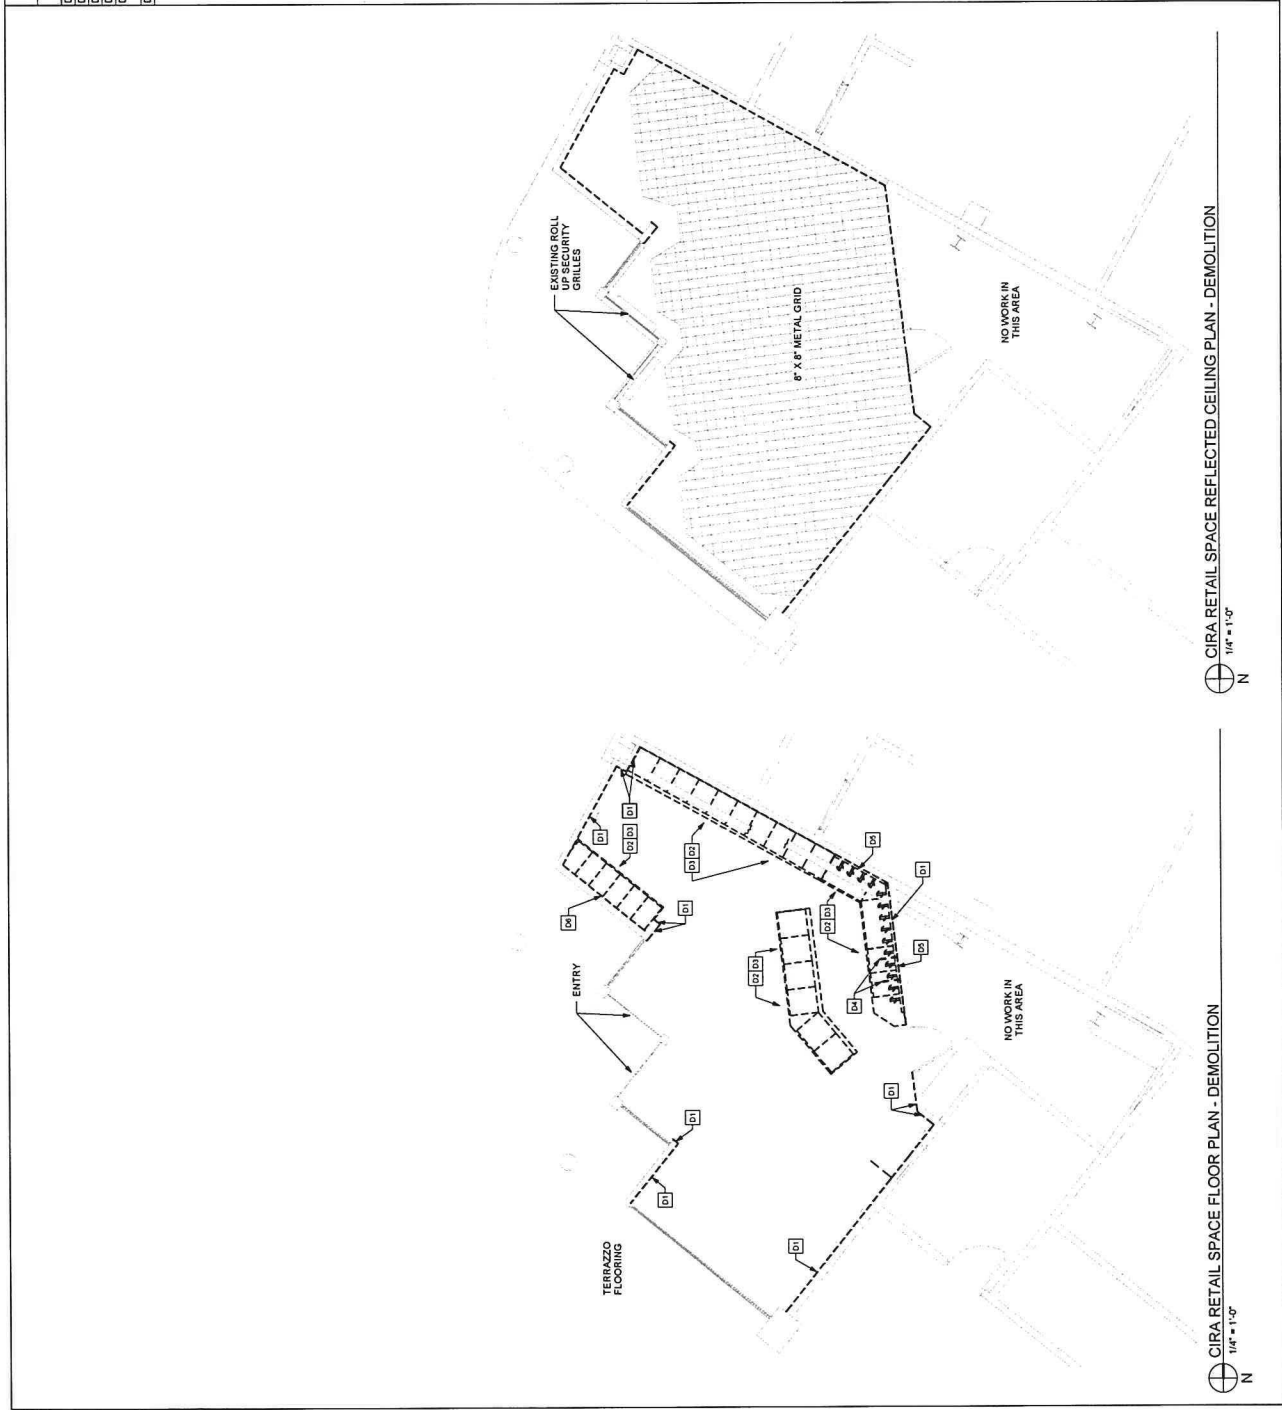 TERRAZZO
FLOORING
ENTRY
D1
D1
D6
D1
D1
D2 D3
D1
D3 D2
D2 D3
D2 D3
D5
D1
D5
D4
D1
D1
NO WORK IN
THIS AREA
CIRA RETAIL SPACE FLOOR PLAN - DEMOLITION
1/4" = 1'-0"
N
EXISTING ROLL
UP SECURITY
GRILLES
8" X 8" METAL GRID
NO WORK IN
THIS AREA
CIRA RETAIL SPACE REFLECTED CEILING PLAN - DEMOLITION
1/4" = 1'-0"
N